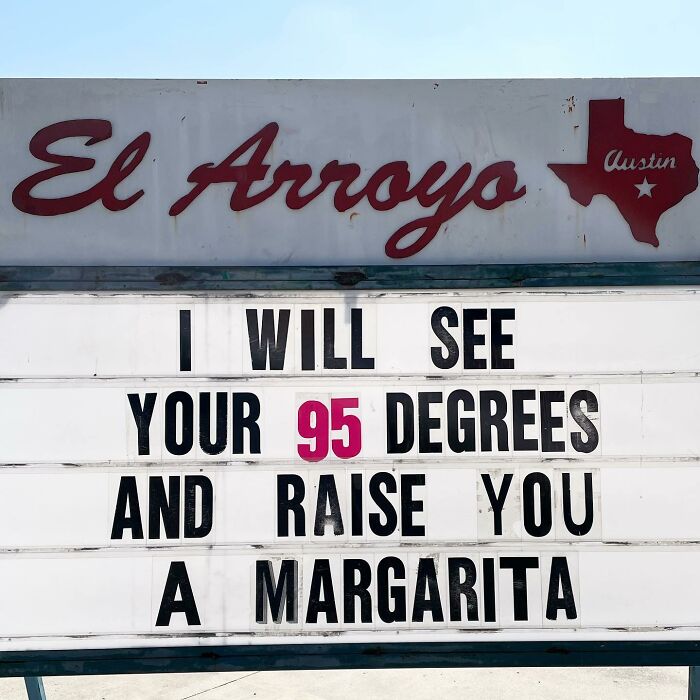 El Arroyo
Austin
I WILL SEE
YOUR 95 DEGREES
AND RAISE YOU
A MARGARITA